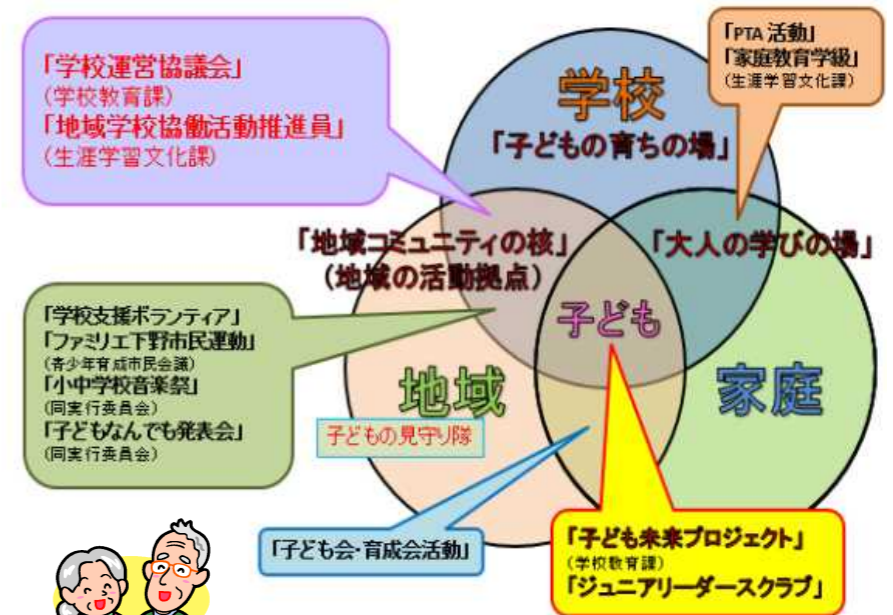 「学校運営協議会」
(学校教育課)
「地域学校協働活動推進員」
(生涯学習文化課)
「PTA 活動」
「家庭教育学級」
(生涯学習文化課)
学校
「子どもの育ちの場」
「地域コミュニティの核」
(地域の活動拠点)
「大人の学びの場」
子ども
「学校支援ボランティア」
「ファミリエ下野市民運動」
(青少年育成市民会議)
「小中学校音楽祭」
(同実行委員会)
「子どもなんでも発表会」
(同実行委員会)
地域
家庭
子どもの見守り隊
「子ども会・育成会活動」
「子ども未来プロジェクト」
(学校教育課)
「ジュニアリーダースクラブ」